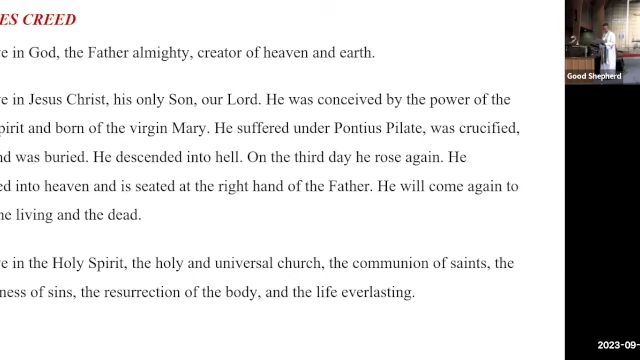 ES CREED
ve in God, the Father almighty, creator of heaven and earth.
ve in Jesus Christ, his only Son, our Lord. He was conceived by the power of the
pirit and born of the virgin Mary. He suffered under Pontius Pilate, was crucified,
nd was buried. He descended into hell. On the third day he rose again. He
ed into heaven and is seated at the right hand of the Father. He will come again to
he living and the dead.
ve in the Holy Spirit, the holy and universal church, the communion of saints, the
ness of sins, the resurrection of the body, and the life everlasting.
Good Shepherd
2023-09-